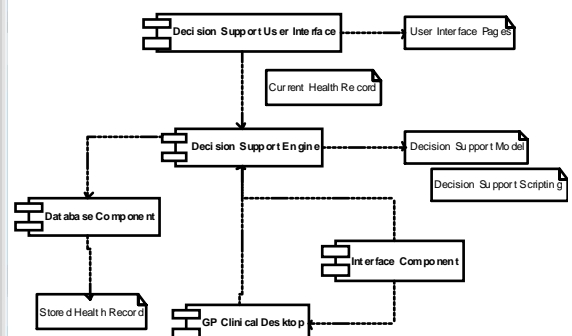 Decision Support User Interface
User Interface Pages
Current Health Record
Decision Support Engine
Decision Support Model
Decision Support Scripting
Database Component
Interface Component
Stored Health Record
GP Clinical Desktop